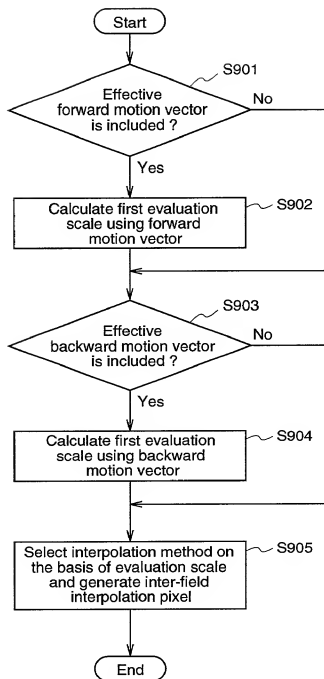 Start
S901
Effective
forward motion vector
is included ?
No
Yes
S902
Calculate first evaluation
scale using forward
motion vector
S903
Effective
backward motion vector
is included ?
No
Yes
S904
Calculate first evaluation
scale using backward
motion vector
S905
Select interpolation method on
the basis of evaluation scale
and generate inter-field
interpolation pixel
End